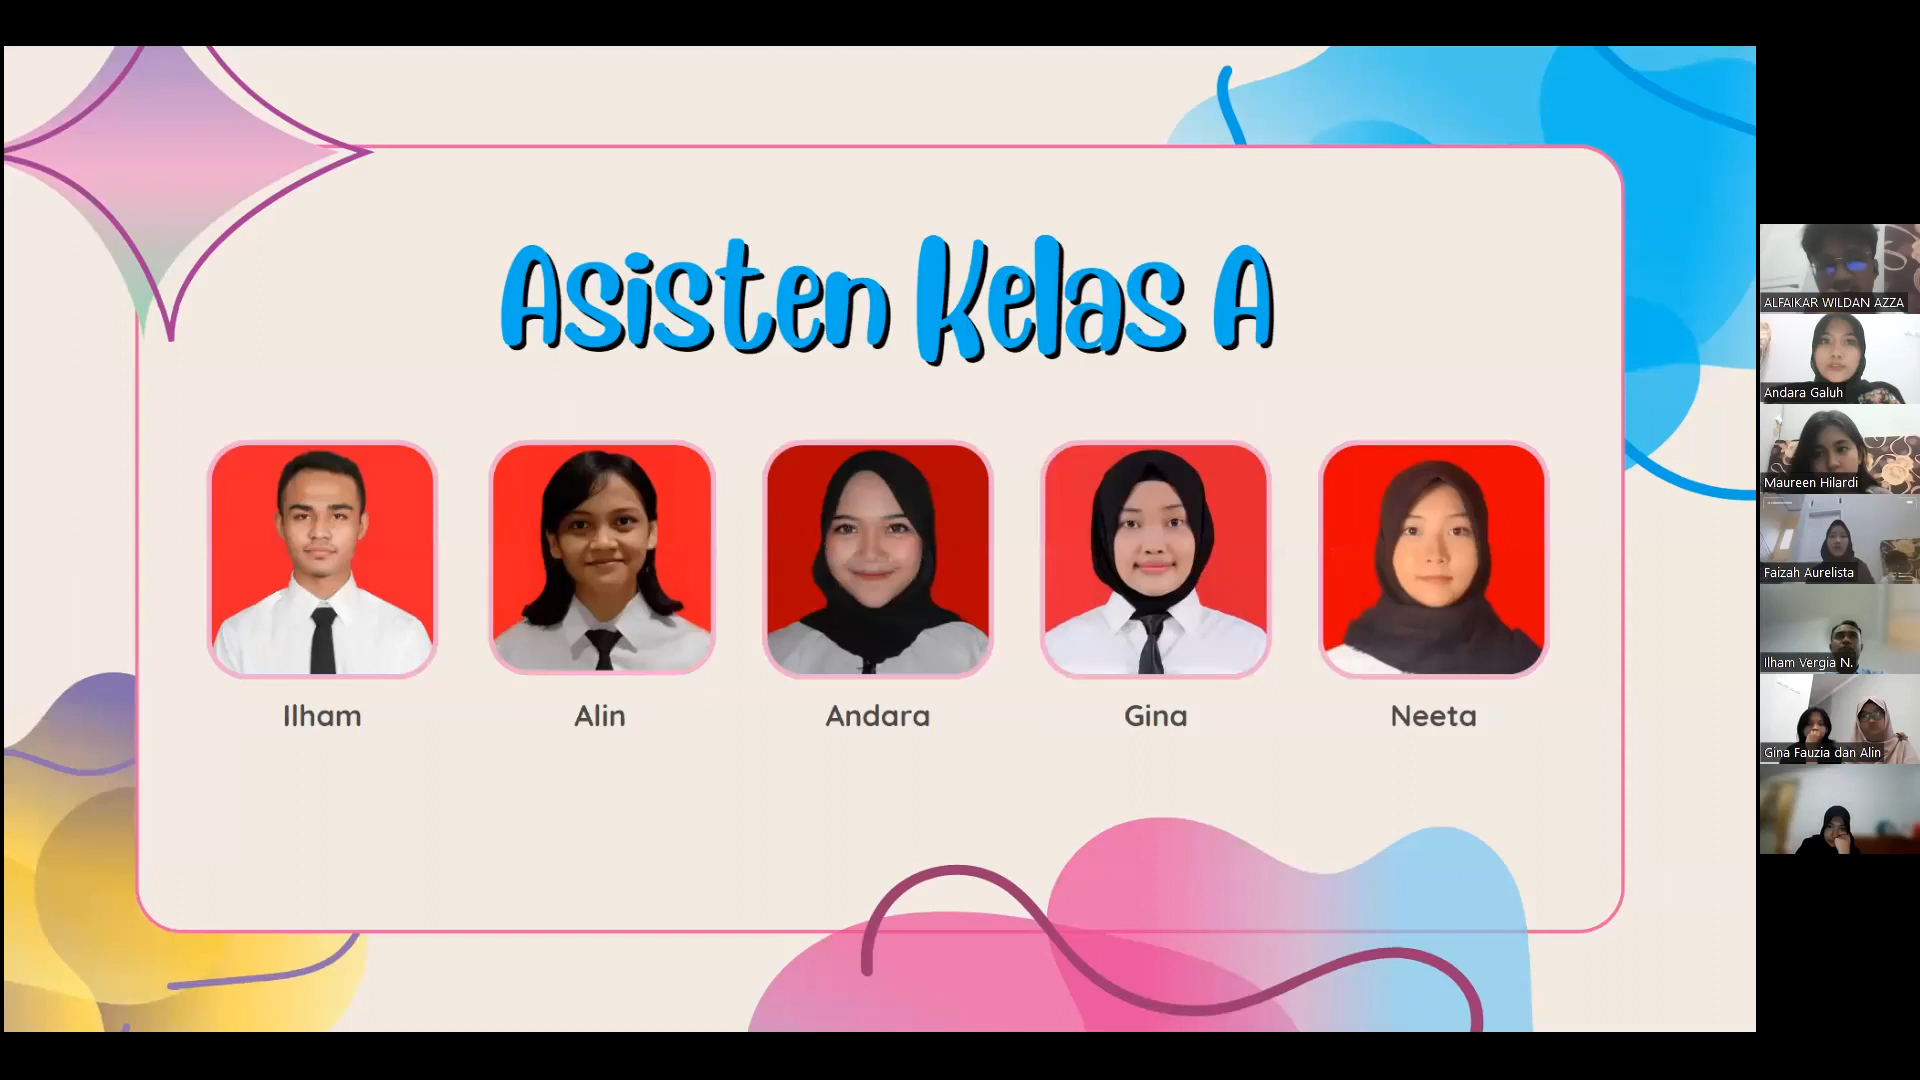 Asisten Kelas A
Ilham
Alin
Andara
Gina
Neeta
ALFAIKAR WILDAN AZZA
Andara Galuh
Maureen Hilardi
Faizah Aurelista
Ilham Vergia N.
Gina Fauzia dan Alin